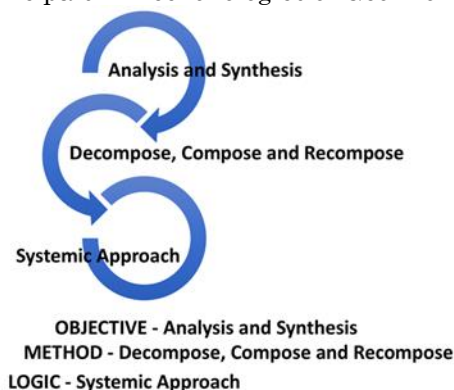 Analysis and Synthesis
Decompose, Compose and Recompose
Systemic Approach
OBJECTIVE - Analysis and Synthesis
METHOD - Decompose, Compose and Recompose
LOGIC - Systemic Approach